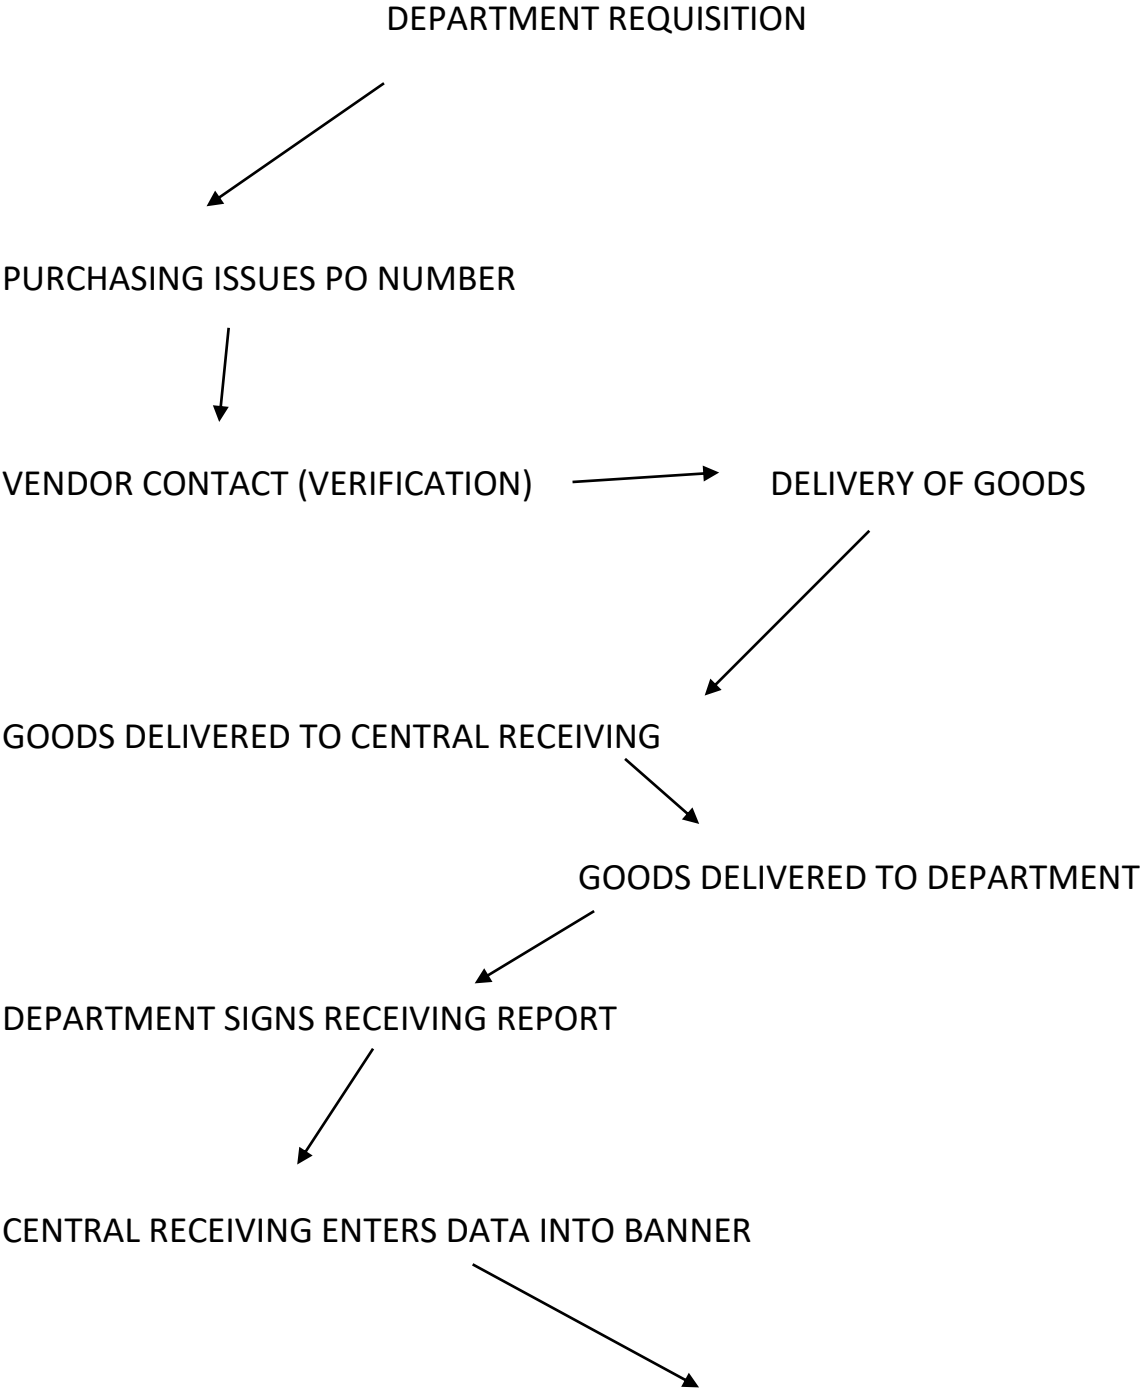 DEPARTMENT REQUISITION
PURCHASING ISSUES PO NUMBER
VENDOR CONTACT (VERIFICATION)
DELIVERY OF GOODS
GOODS DELIVERED TO CENTRAL RECEIVING
GOODS DELIVERED TO DEPARTMENT
DEPARTMENT SIGNS RECEIVING REPORT
CENTRAL RECEIVING ENTERS DATA INTO BANNER